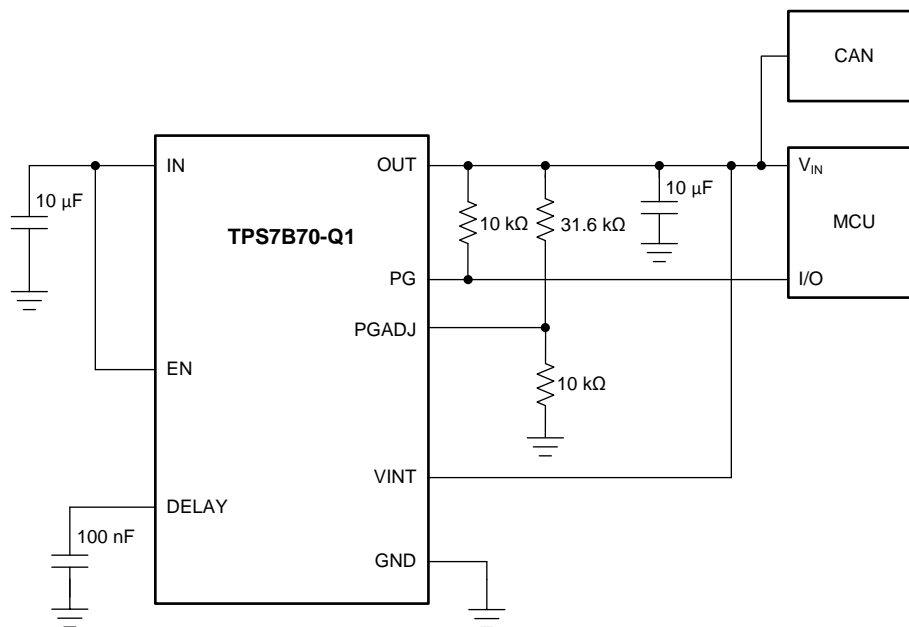 CAN
IN
OUT
V_IN
10 µF
10 µF
TPS7B70-Q1
10 kΩ
31.6 kΩ
MCU
PG
I/O
PGADJ
EN
10 kΩ
VINT
DELAY
100 nF
GND